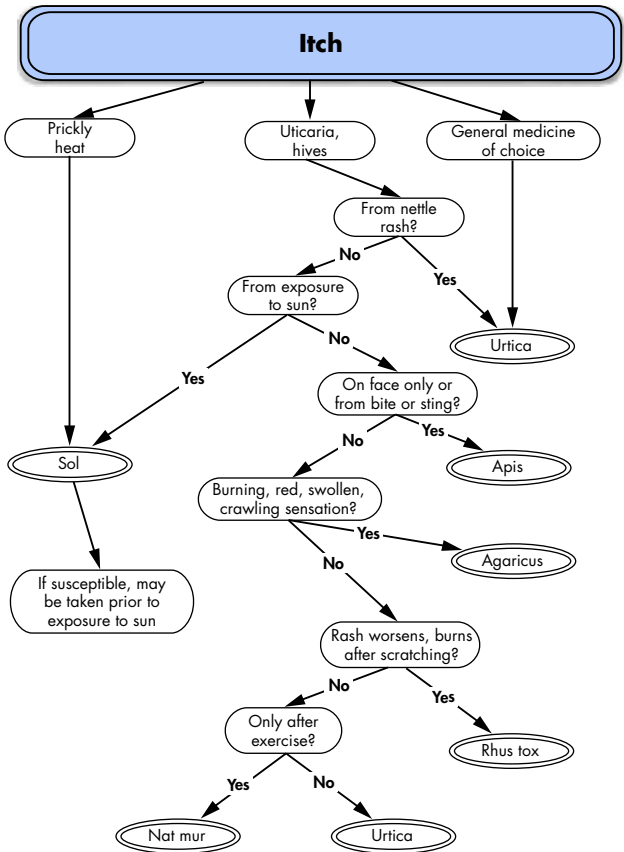 Itch
Prickly
heat
Uticaria,
hives
General medicine
of choice
From nettle
rash?
No
Yes
From exposure
to sun?
Urtica
No
Yes
On face only or
from bite or sting?
No
Yes
Sol
Apis
Burning, red, swollen,
crawling sensation?
Yes
No
Agaricus
If susceptible, may
be taken prior to
exposure to sun
Rash worsens, burns
after scratching?
No
Yes
Only after
exercise?
Rhus tox
Yes
No
Nat mur
Urtica